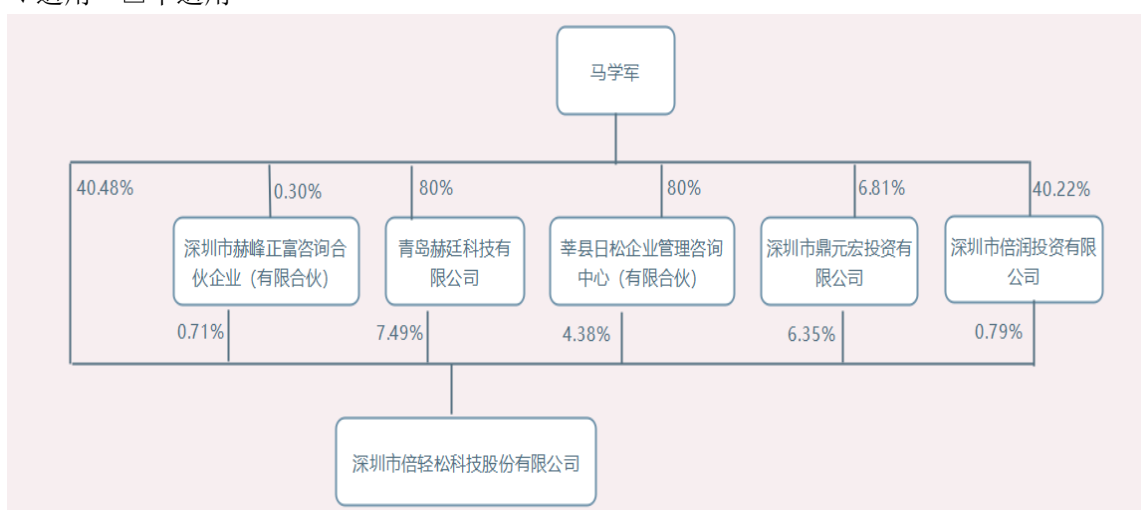 马学军
40.48%
0.30%
80%
80%
6.81%
40.22%
深圳市赫峰正富咨询合
伙企业（有限合伙）
青岛赫廷科技有
限公司
莘县日松企业管理咨询
中心（有限合伙）
深圳市鼎元宏投资有
限公司
深圳市倍润投资有限
公司
0.71%
7.49%
4.38%
6.35%
0.79%
深圳市倍轻松科技股份有限公司